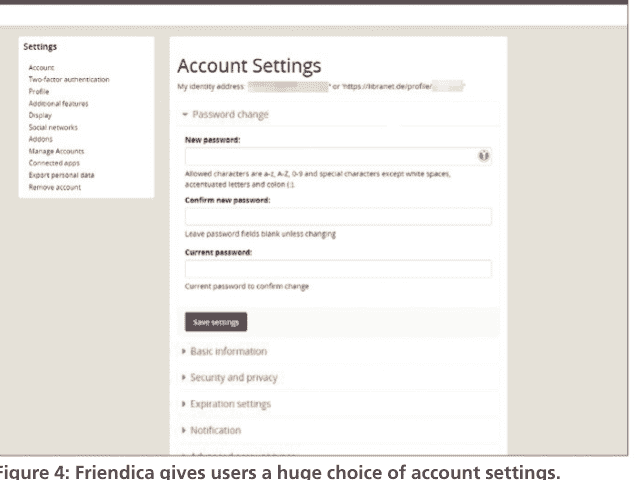 Settings
Account
Two-factor authentication
Profile
Additional features
Display
Social networks
Addons
Manage Accounts
Connected apps
Export personal data
Remove account
Account Settings
My identity address: " or 'https://libranet.de/profile/ '
Password change
New password:
Allowed characters are a-z, A-Z, 0-9 and special characters except white spaces,
accentuated letters and colon (:).
Confirm new password:
Leave password fields blank unless changing
Current password:
Current password to confirm change
Save settings
Basic information
Security and privacy
Expiration settings
Notification
Figure 4: Friendica gives users a huge choice of account settings.